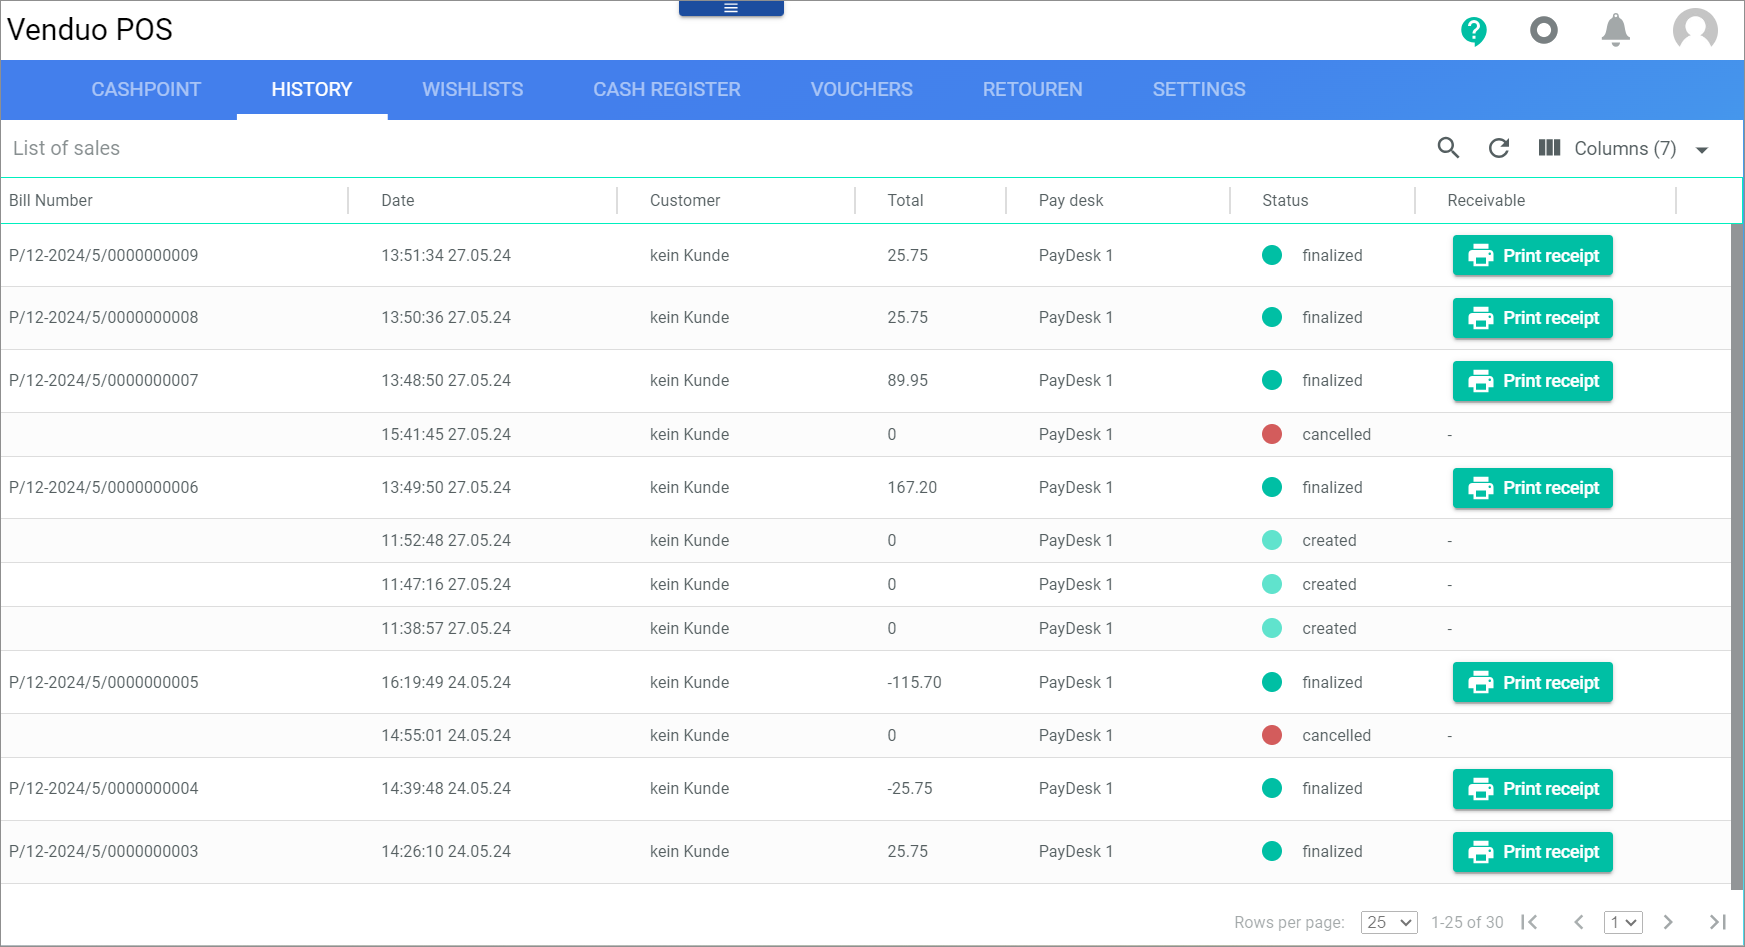 Venduo POS
CASHPOINT HISTORY WISHLISTS CASH REGISTER VOUCHERS RETOUREN SETTINGS
List of sales Columns (7)
Bill Number Date Customer Total Pay desk Status Receivable
P/12-2024/5/0000000009 13:51:34 27.05.24 kein Kunde 25.75 PayDesk 1 finalized Print receipt
P/12-2024/5/0000000008 13:50:36 27.05.24 kein Kunde 25.75 PayDesk 1 finalized Print receipt
P/12-2024/5/0000000007 13:48:50 27.05.24 kein Kunde 89.95 PayDesk 1 finalized Print receipt
15:41:45 27.05.24 kein Kunde 0 PayDesk 1 cancelled -
P/12-2024/5/0000000006 13:49:50 27.05.24 kein Kunde 167.20 PayDesk 1 finalized Print receipt
11:52:48 27.05.24 kein Kunde 0 PayDesk 1 created -
11:47:16 27.05.24 kein Kunde 0 PayDesk 1 created -
11:38:57 27.05.24 kein Kunde 0 PayDesk 1 created -
P/12-2024/5/0000000005 16:19:49 24.05.24 kein Kunde -115.70 PayDesk 1 finalized Print receipt
14:55:01 24.05.24 kein Kunde 0 PayDesk 1 cancelled -
P/12-2024/5/0000000004 14:39:48 24.05.24 kein Kunde -25.75 PayDesk 1 finalized Print receipt
P/12-2024/5/0000000003 14:26:10 24.05.24 kein Kunde 25.75 PayDesk 1 finalized Print receipt
Rows per page: 25 1-25 of 30 1